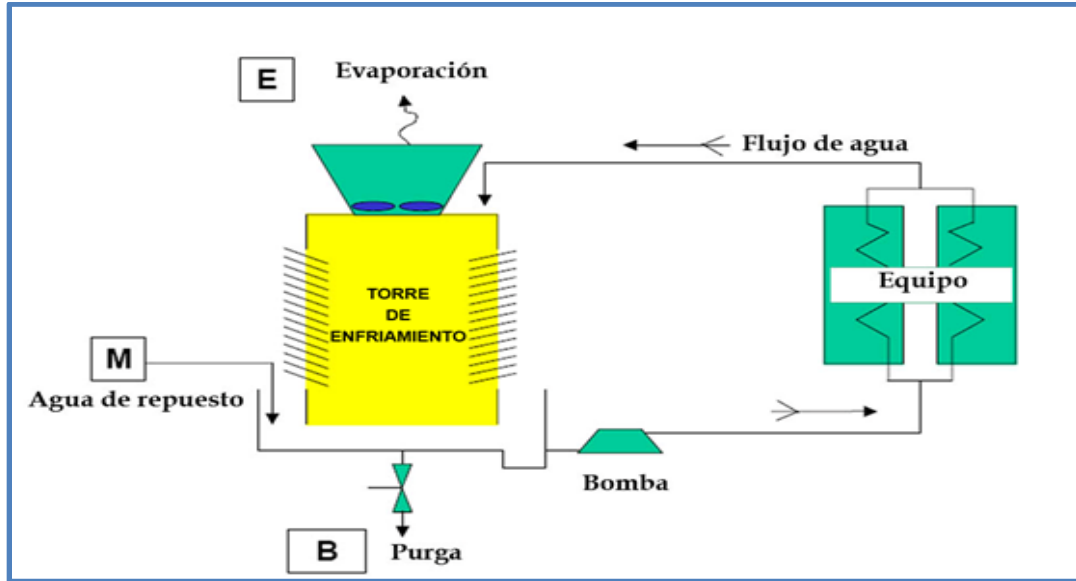 E
Evaporación
Flujo de agua
Equipo
TORRE
DE
ENFRIAMIENTO
M
Agua de repuesto
Bomba
B
Purga